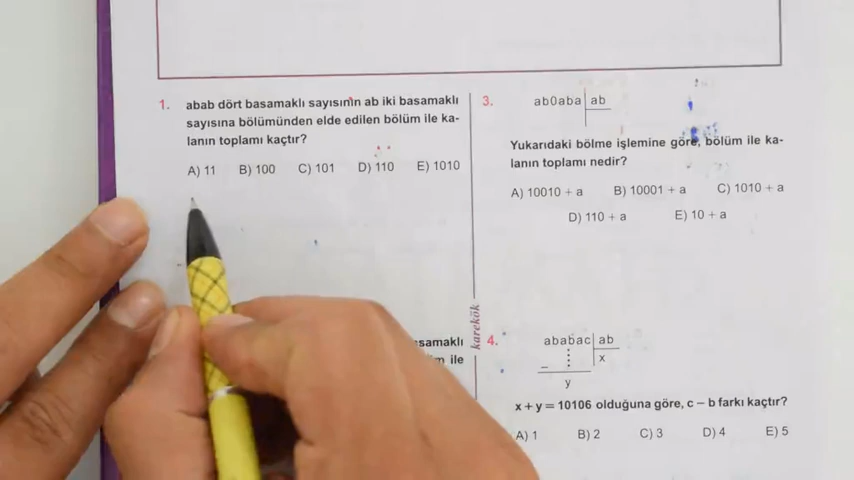 1. abab dört basamaklı sayısının ab iki basamaklı
sayısına bölümünden elde edilen bölüm ile ka-
lanın toplamı kaçtır?
A) 11 B) 100 C) 101 D) 110 E) 1010
samaklı
ile
3. ab0aba ab
Yukarıdaki bölme işlemine göre, bölüm ile ka-
lanın toplamı nedir?
A) 10010 + a B) 10001 + a C) 1010 + a
D) 110 + a E) 10 + a
karekök
4. ababac ab
x
y
x + y = 10106 olduğuna göre, c – b farkı kaçtır?
A) 1 B) 2 C) 3 D) 4 E) 5